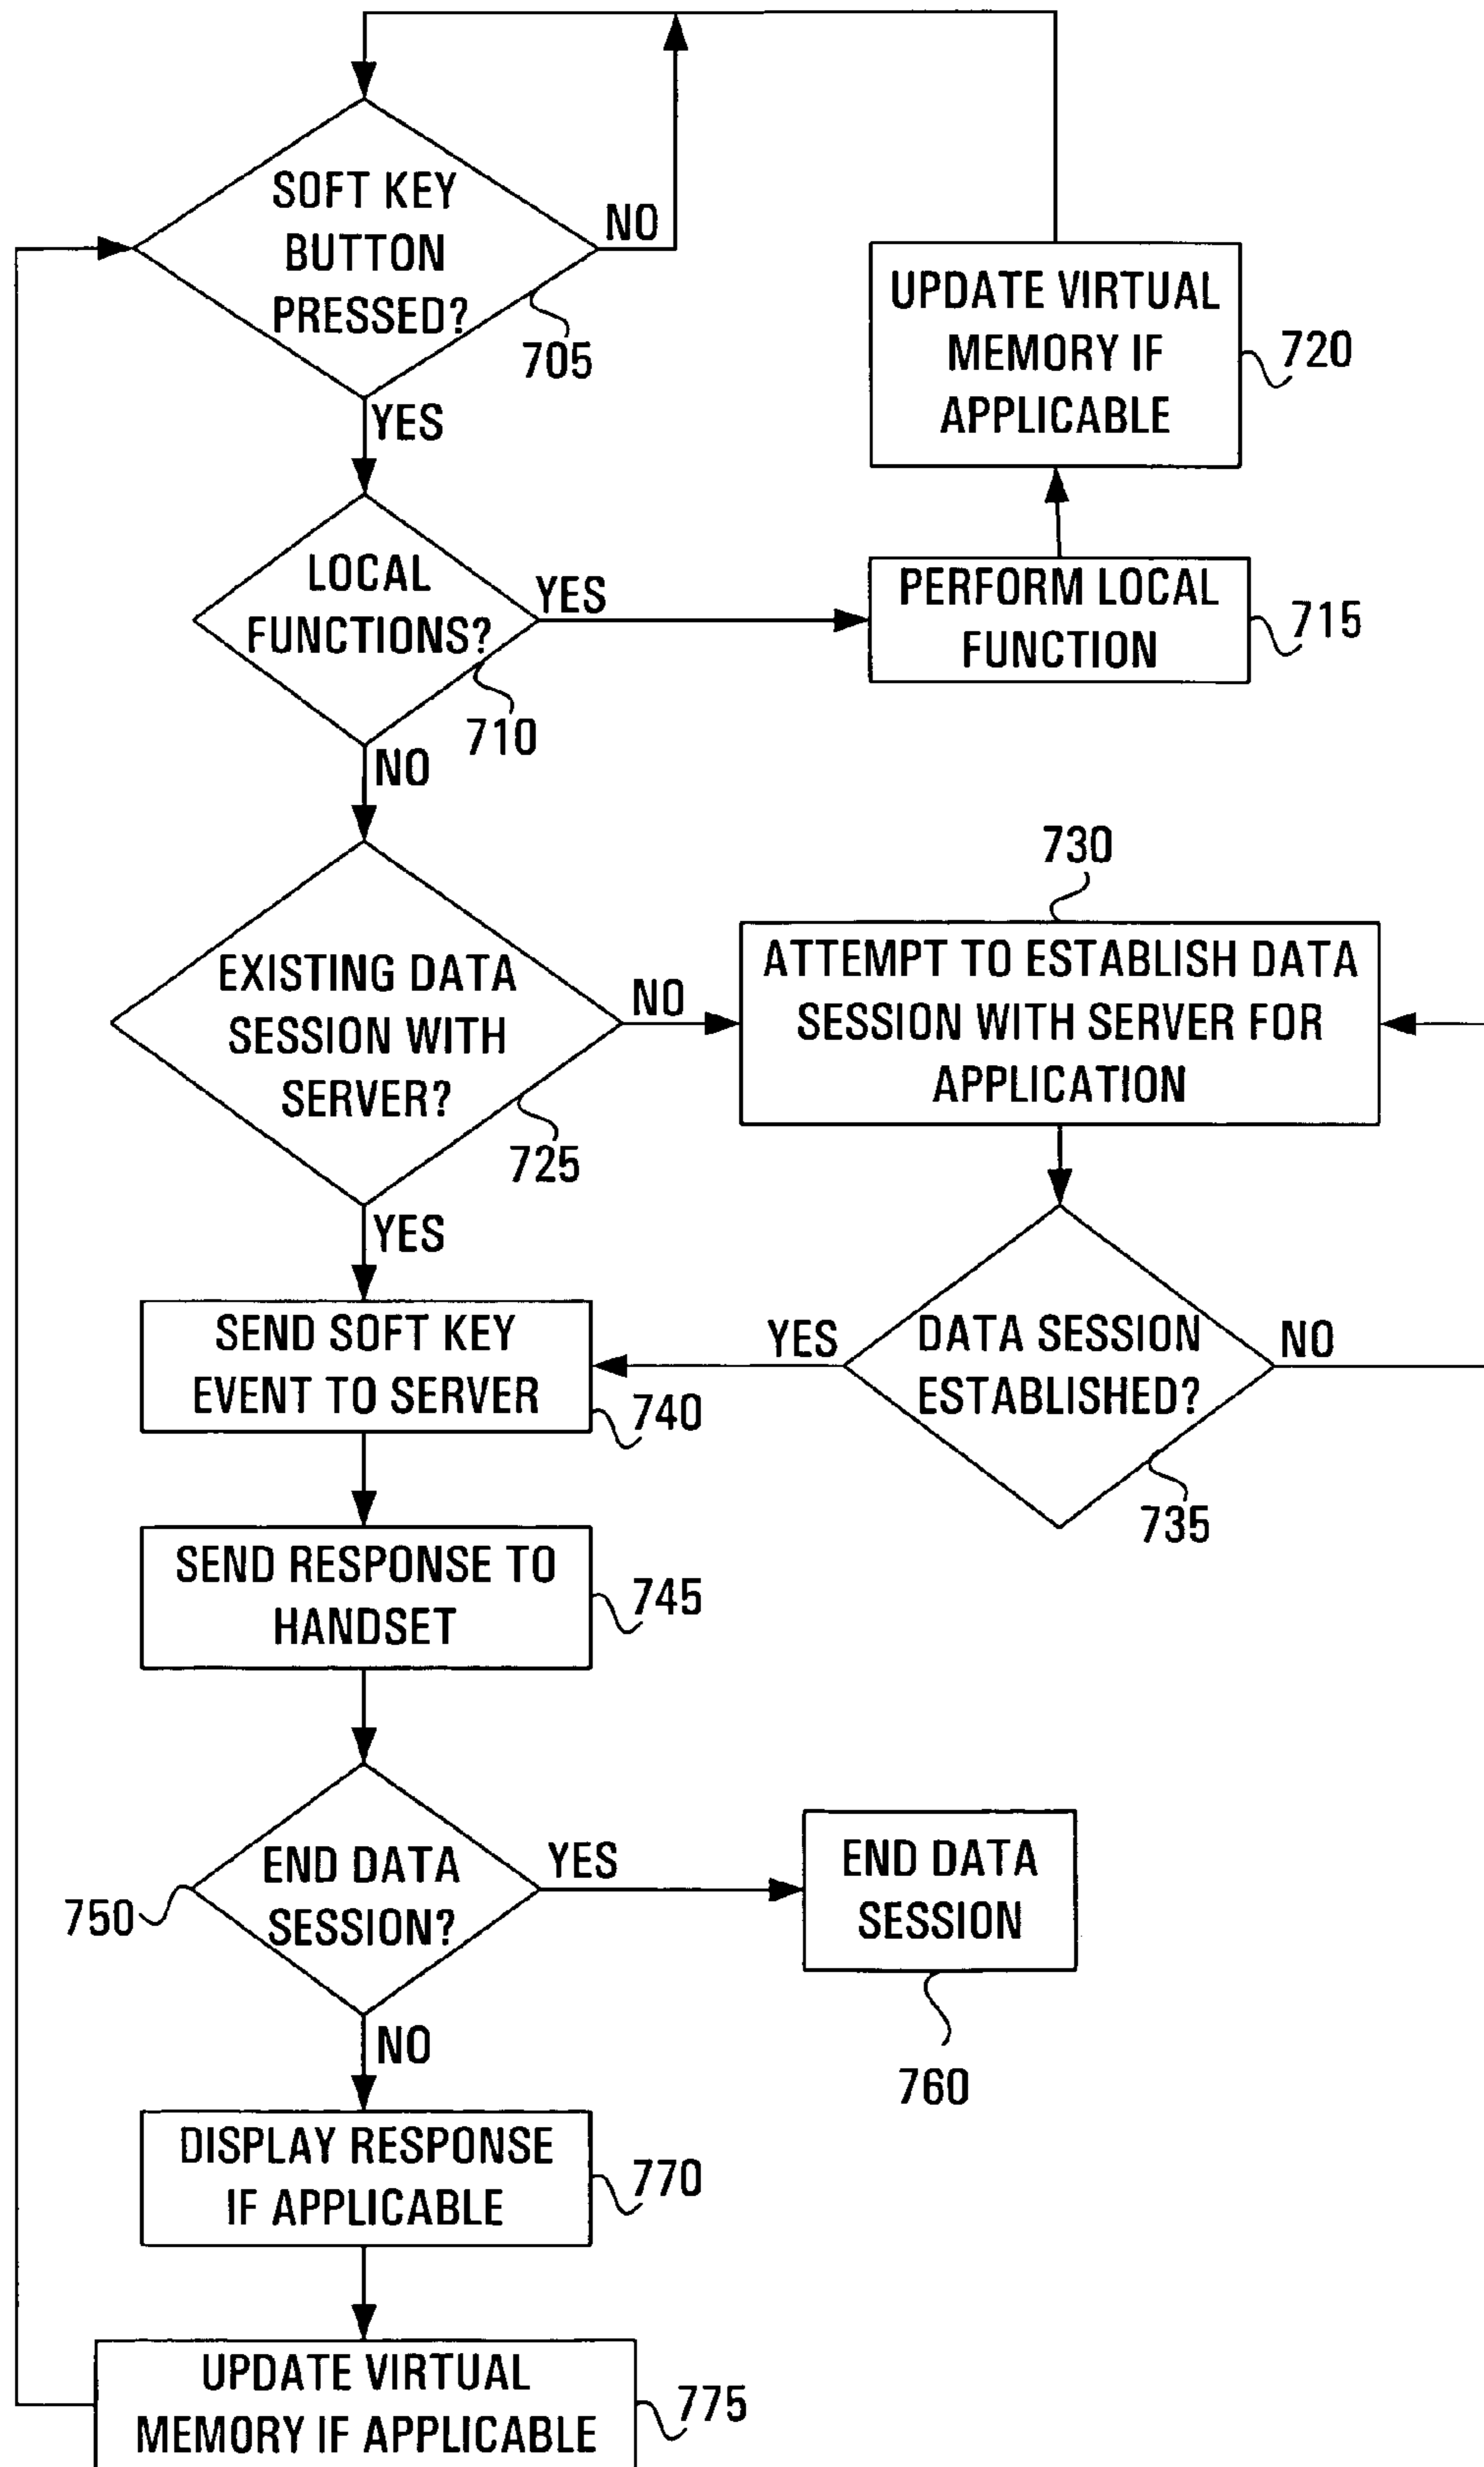 SOFT KEY
BUTTON
PRESSED?
NO
705
YES
UPDATE VIRTUAL
MEMORY IF
APPLICABLE
720
LOCAL
FUNCTIONS?
YES
710
NO
PERFORM LOCAL
FUNCTION
715
EXISTING DATA
SESSION WITH
SERVER?
NO
725
YES
730
ATTEMPT TO ESTABLISH DATA
SESSION WITH SERVER FOR
APPLICATION
DATA SESSION
ESTABLISHED?
YES
NO
735
SEND SOFT KEY
EVENT TO SERVER
740
SEND RESPONSE TO
HANDSET
745
END DATA
SESSION?
750
YES
NO
END DATA
SESSION
760
DISPLAY RESPONSE
IF APPLICABLE
770
UPDATE VIRTUAL
MEMORY IF APPLICABLE
775